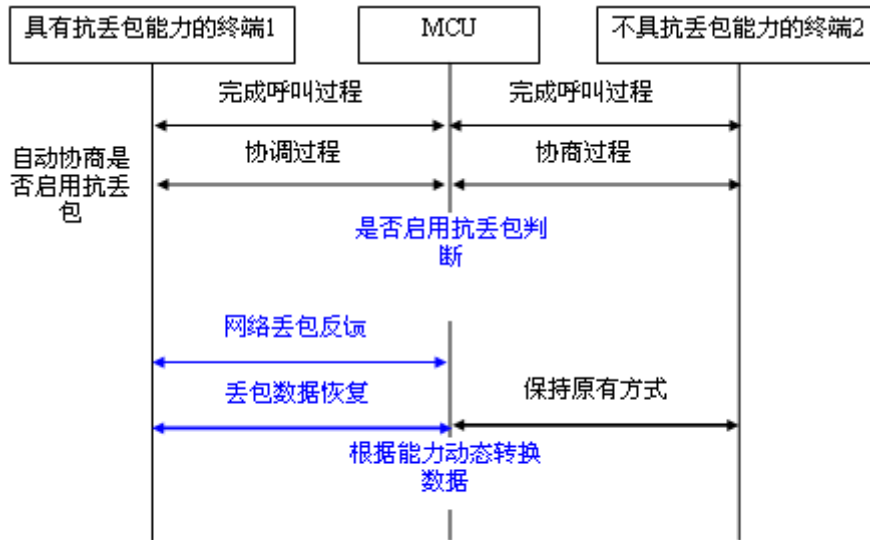 具有抗丢包能力的终端1
MCU
不具抗丢包能力的终端2
完成呼叫过程
完成呼叫过程
自动协商是
否启用抗丢
包
协调过程
协商过程
是否启用抗丢包判
断
网络丢包反馈
丢包数据恢复
保持原有方式
根据能力动态转换
数据